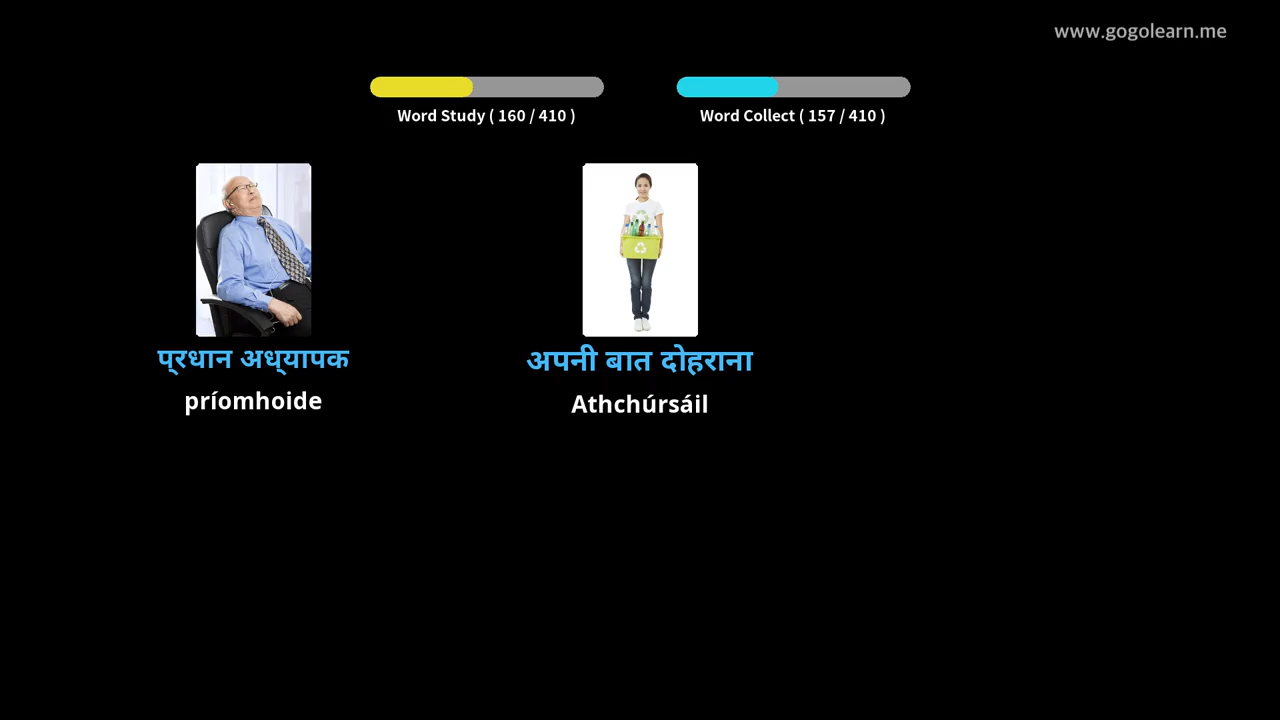 www.gogolearn.me
Word Study ( 160 / 410 )
Word Collect ( 157 / 410 )
प्रधान अध्यापक
príomhoide
अपनी बात दोहराना
Athchúrsáil